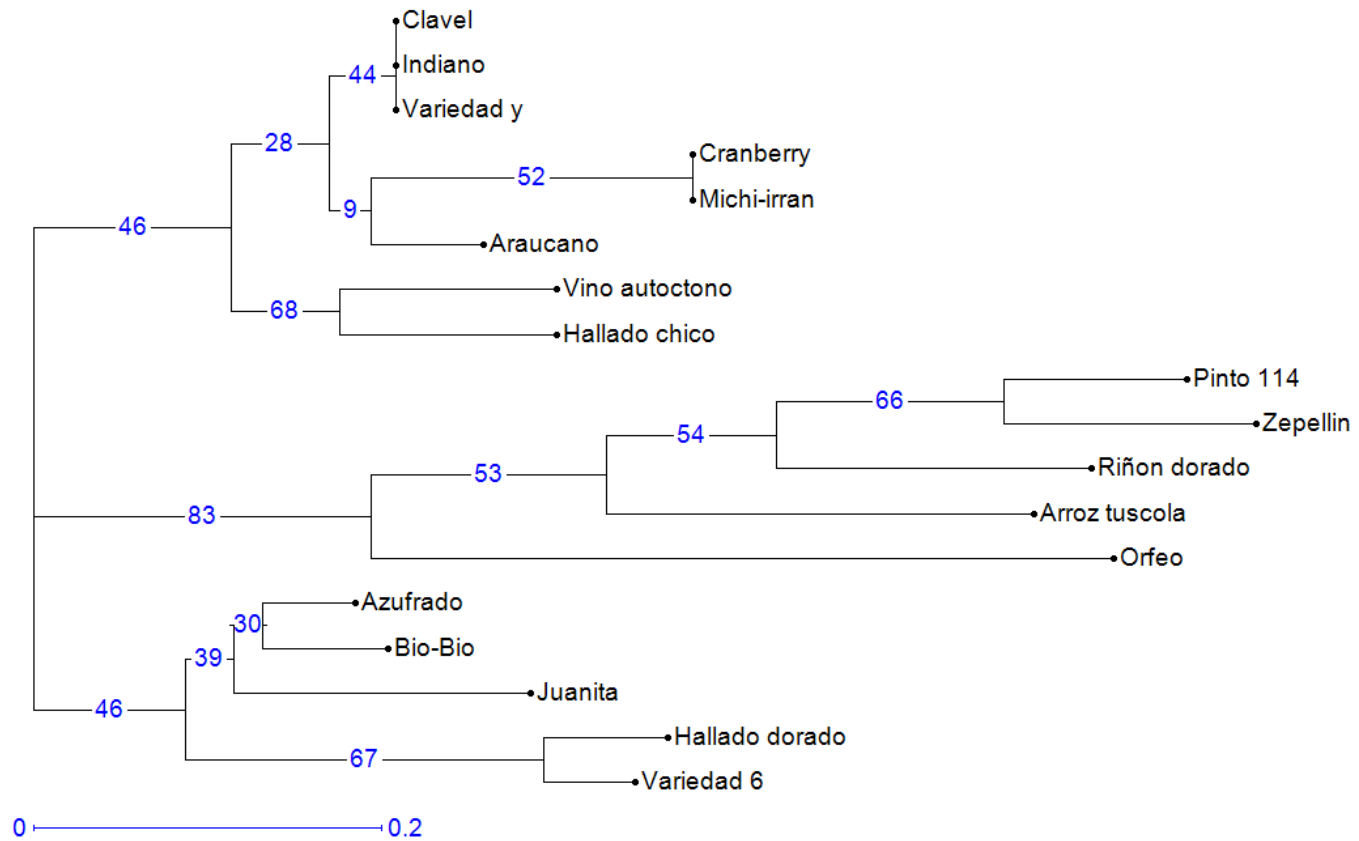 Clavel
44
Indiano
Variedad y
28
Cranberry
52
Michi-irran
9
46
Araucano
Vino autoctono
68
Hallado chico
Pinto 114
66
Zepellin
54
Riñon dorado
53
83
Arroz tuscola
Orfeo
Azufrado
30
Bio-Bio
39
Juanita
46
Hallado dorado
67
Variedad 6
0 0.2